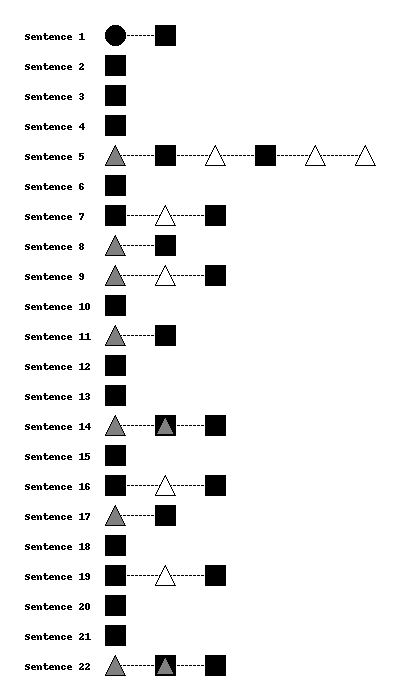 Sentence 1
Sentence 2
Sentence 3
Sentence 4
Sentence 5
Sentence 6
Sentence 7
Sentence 8
Sentence 9
Sentence 10
Sentence 11
Sentence 12
Sentence 13
Sentence 14
Sentence 15
Sentence 16
Sentence 17
Sentence 18
Sentence 19
Sentence 20
Sentence 21
Sentence 22